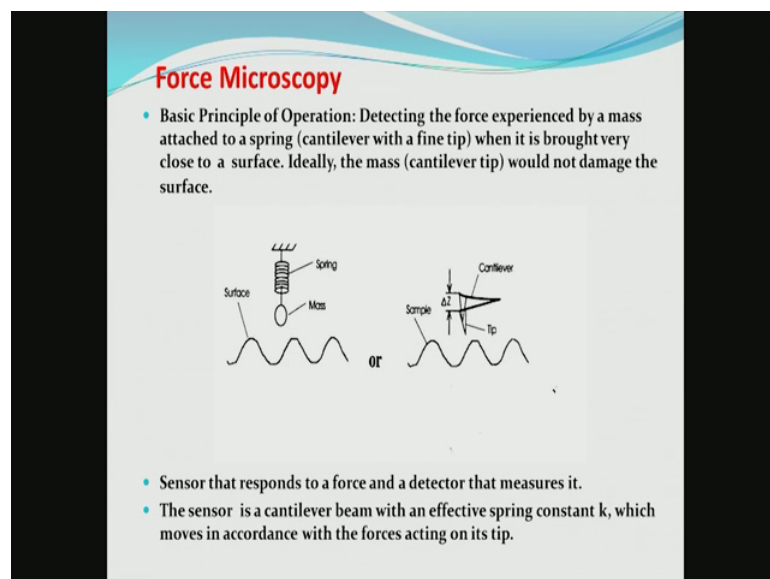 Force Microscopy
• Basic Principle of Operation: Detecting the force experienced by a mass
attached to a spring (cantilever with a fine tip) when it is brought very
close to a surface. Ideally, the mass (cantilever tip) would not damage the
surface.
Spring
Surface
Mass
or
Cantilever
ΔZ
Sample
Tip
• Sensor that responds to a force and a detector that measures it.
• The sensor is a cantilever beam with an effective spring constant k, which
moves in accordance with the forces acting on its tip.